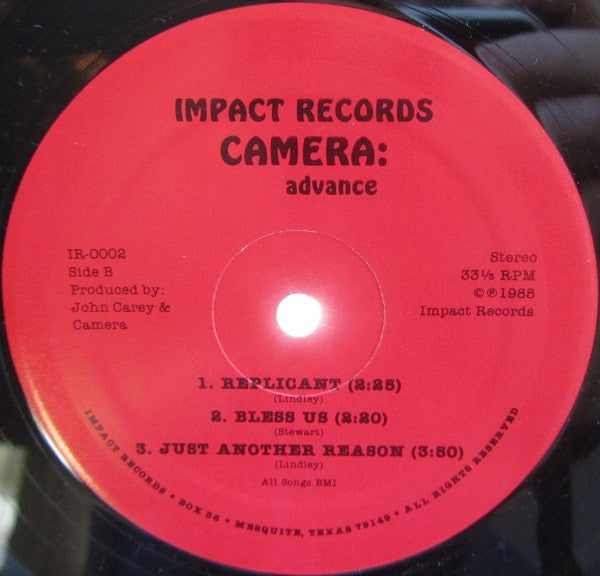 IMPACT RECORDS
CAMERA:
advance
IR-0002
Side B
Produced by:
John Carey &
Camera
Stereo
33⅓ RPM
©℗1985
Impact Records
1. REPLICANT (2:25)
(Lindley)
2. BLESS US (2:20)
(Stewart)
3. JUST ANOTHER REASON (3:50)
(Lindley)
All Songs BMI
IMPACT RECORDS • BOX 56 • MESQUITE, TEXAS 75149 • ALL RIGHTS RESERVED